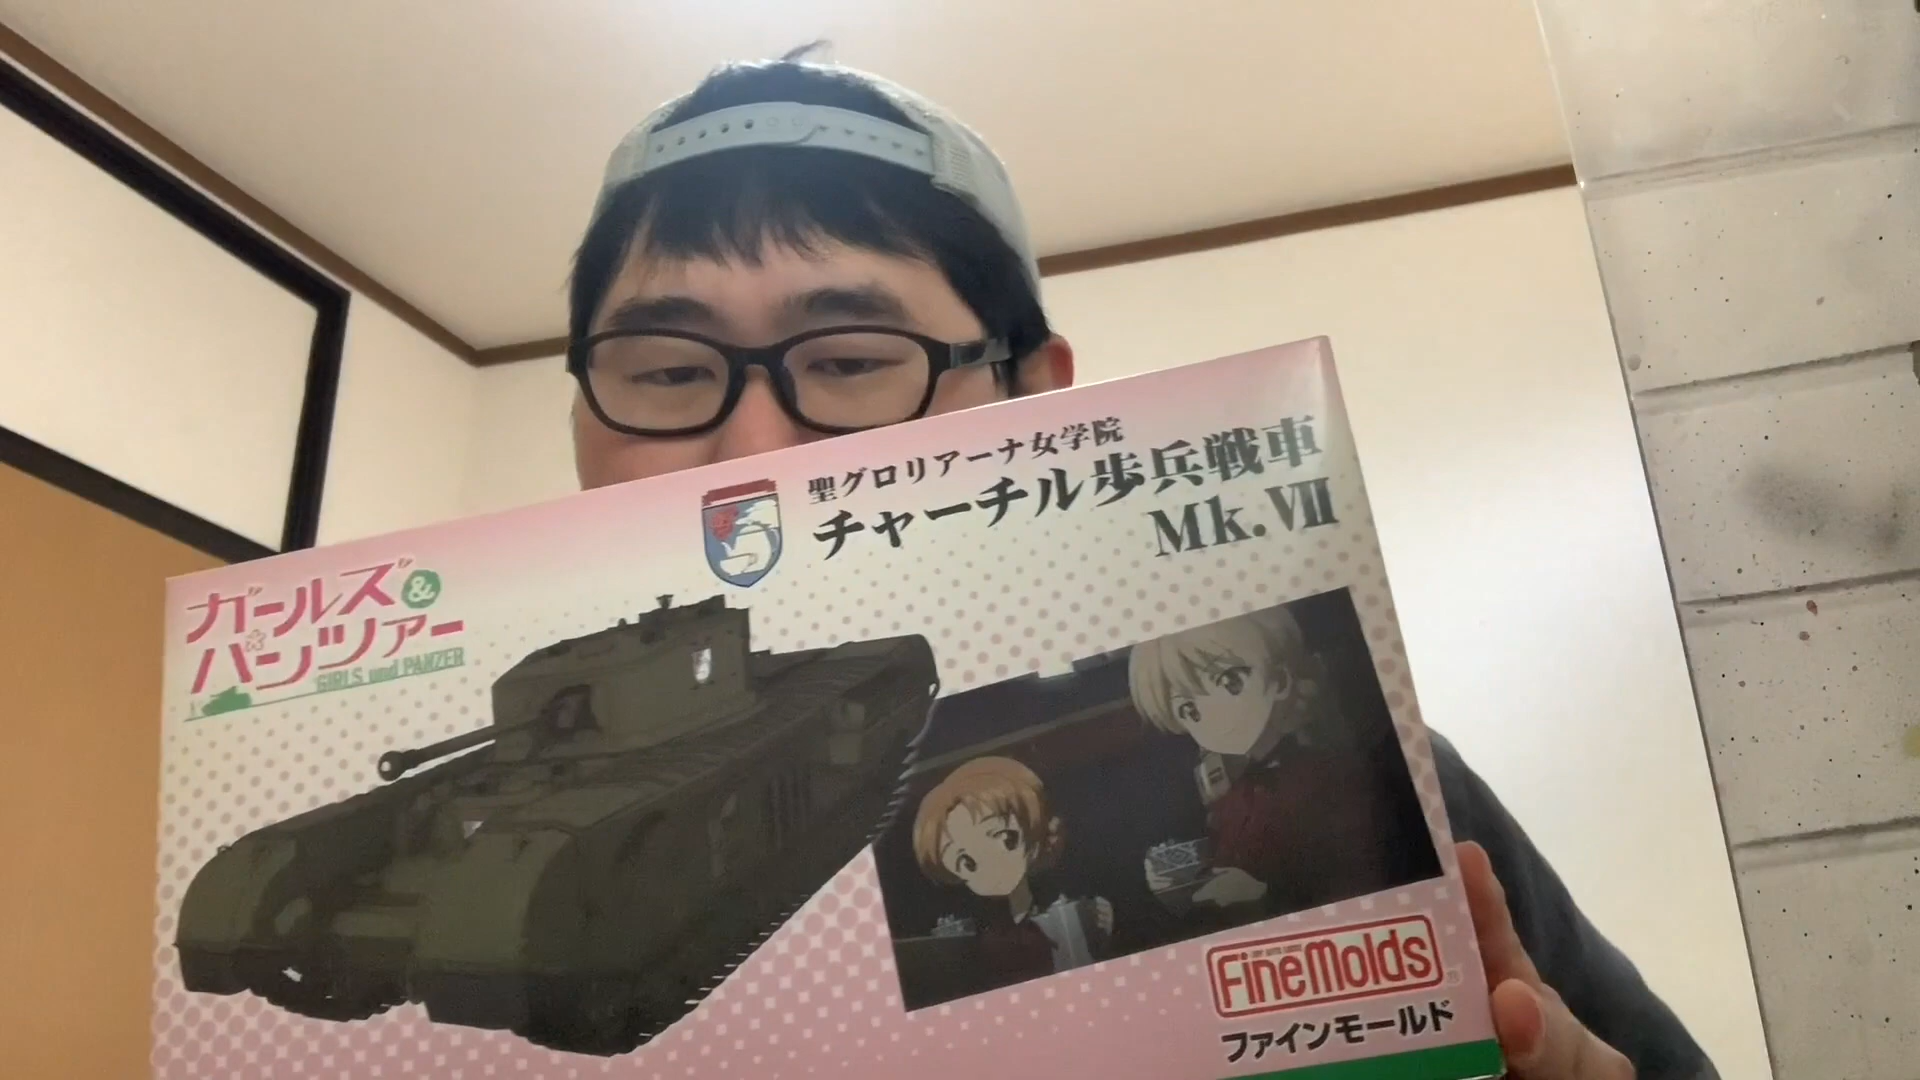 聖グロリアーナ女学院
チャーチル歩兵戦車
Mk.Ⅶ
ガールズ&
パンツァー
GIRLS und PANZER
FineMolds
ファインモールド